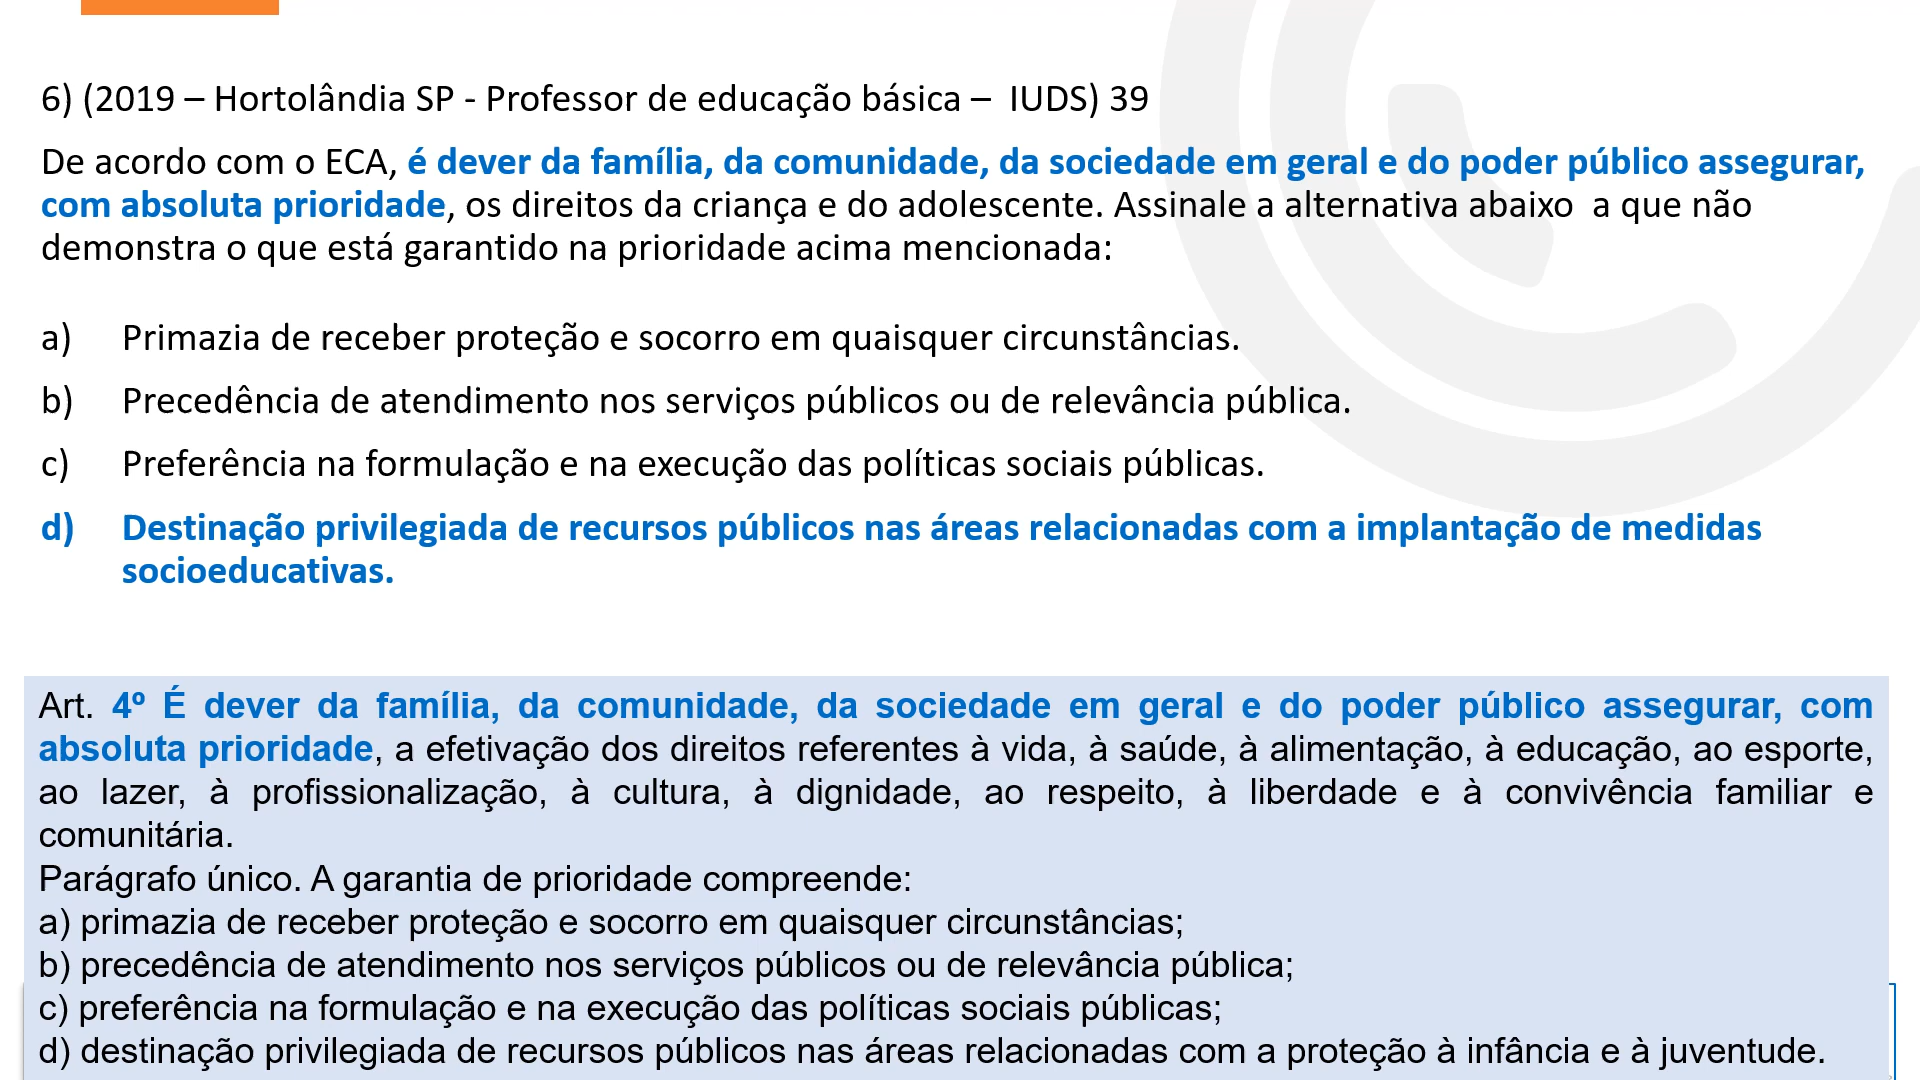 6) (2019 – Hortolândia SP - Professor de educação básica –  IUDS) 39
De acordo com o ECA, é dever da família, da comunidade, da sociedade em geral e do poder público assegurar,
com absoluta prioridade, os direitos da criança e do adolescente. Assinale a alternativa abaixo  a que não
demonstra o que está garantido na prioridade acima mencionada:
a) Primazia de receber proteção e socorro em quaisquer circunstâncias.
b) Precedência de atendimento nos serviços públicos ou de relevância pública.
c) Preferência na formulação e na execução das políticas sociais públicas.
d) Destinação privilegiada de recursos públicos nas áreas relacionadas com a implantação de medidas
socioeducativas.
Art. 4º É dever da família, da comunidade, da sociedade em geral e do poder público assegurar, com
absoluta prioridade, a efetivação dos direitos referentes à vida, à saúde, à alimentação, à educação, ao esporte,
ao lazer, à profissionalização, à cultura, à dignidade, ao respeito, à liberdade e à convivência familiar e
comunitária.
Parágrafo único. A garantia de prioridade compreende:
a) primazia de receber proteção e socorro em quaisquer circunstâncias;
b) precedência de atendimento nos serviços públicos ou de relevância pública;
c) preferência na formulação e na execução das políticas sociais públicas;
d) destinação privilegiada de recursos públicos nas áreas relacionadas com a proteção à infância e à juventude.